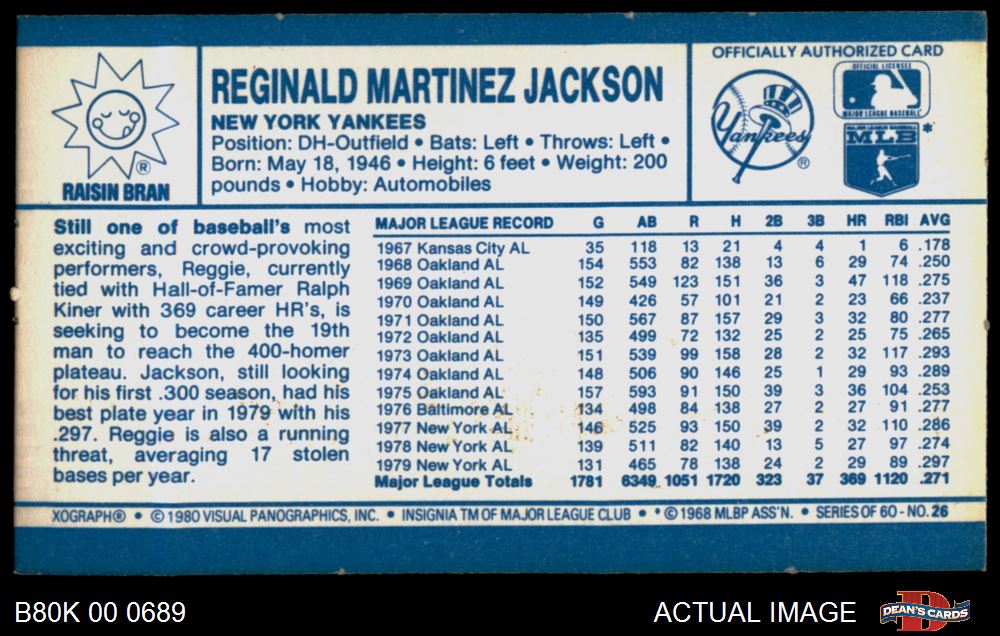 OFFICIALLY AUTHORIZED CARD
OFFICIAL LICENSEE
MAJOR LEAGUE BASEBALL
Yankees
®
MAJOR LEAGUE BASEBALL
MLB *
®
RAISIN BRAN
REGINALD MARTINEZ JACKSON
NEW YORK YANKEES
Position: DH-Outfield • Bats: Left • Throws: Left •
Born: May 18, 1946 • Height: 6 feet • Weight: 200
pounds • Hobby: Automobiles
Still one of baseball's most
exciting and crowd-provoking
performers, Reggie, currently
tied with Hall-of-Famer Ralph
Kiner with 369 career HR's, is
seeking to become the 19th
man to reach the 400-homer
plateau. Jackson, still looking
for his first .300 season, had his
best plate year in 1979 with his
.297. Reggie is also a running
threat, averaging 17 stolen
bases per year.
MAJOR LEAGUE RECORD G AB R H 2B 3B HR RBI AVG
1967 Kansas City AL 35 118 13 21 4 4 1 6 .178
1968 Oakland AL 154 553 82 138 13 6 29 74 .250
1969 Oakland AL 152 549 123 151 36 3 47 118 .275
1970 Oakland AL 149 426 57 101 21 2 23 66 .237
1971 Oakland AL 150 567 87 157 29 3 32 80 .277
1972 Oakland AL 135 499 72 132 25 2 25 75 .265
1973 Oakland AL 151 539 99 158 28 2 32 117 .293
1974 Oakland AL 148 506 90 146 25 1 29 93 .289
1975 Oakland AL 157 593 91 150 39 3 36 104 .253
1976 Baltimore AL 134 498 84 138 27 2 27 91 .277
1977 New York AL 146 525 93 150 39 2 32 110 .286
1978 New York AL 139 511 82 140 13 5 27 97 .274
1979 New York AL 131 465 78 138 24 2 29 89 .297
Major League Totals 1781 6349 1051 1720 323 37 369 1120 .271
XOGRAPH® • © 1980 VISUAL PANOGRAPHICS, INC. • INSIGNIA TM OF MAJOR LEAGUE CLUB • *© 1968 MLBP ASS'N. • SERIES OF 60 - NO. 26
B80K 00 0689
ACTUAL IMAGE
D
DEAN'S CARDS